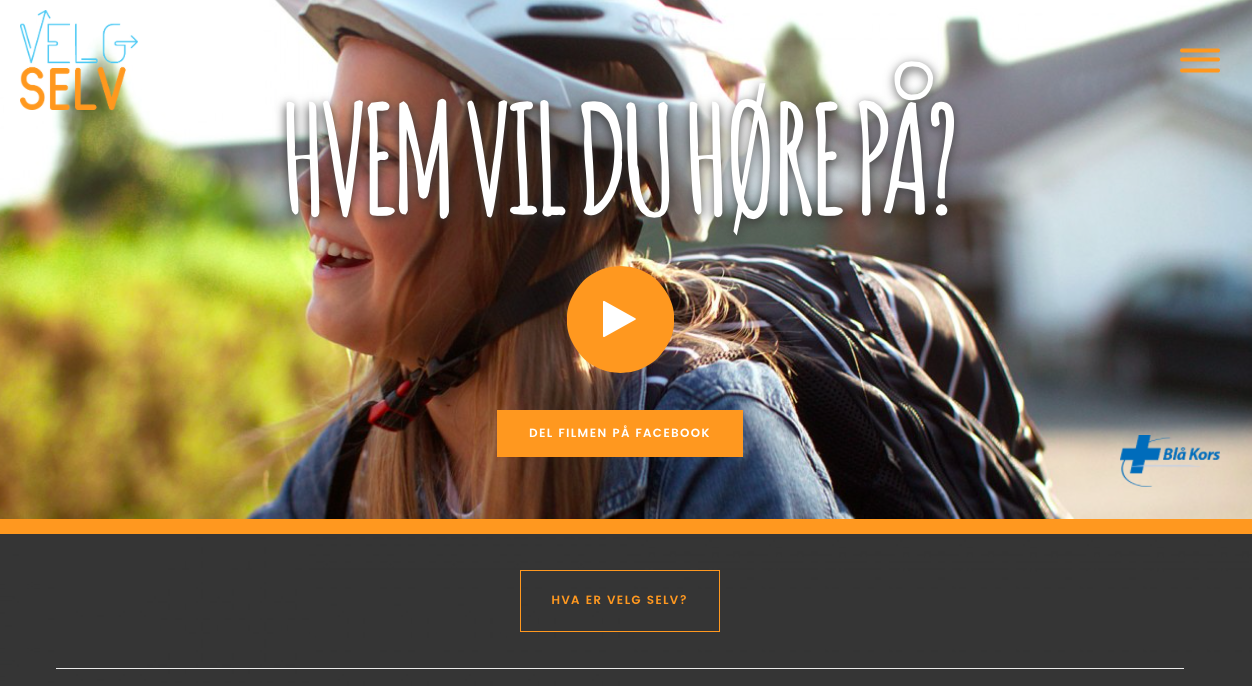 VELG
SELV
HVEM VIL DU HØRE PÅ?
DEL FILMEN PÅ FACEBOOK
Blå Kors
HVA ER VELG SELV?